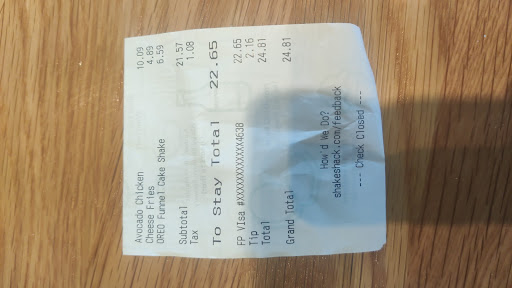 Avocado Chicken 10.09
Cheese Fries 4.89
OREO Funnel Cake Shake 6.59
Subtotal 21.57
Tax 1.08
To Stay Total 22.65
FP Visa #XXXXXXXXXXXX4638 22.65
Tip 2.16
Total 24.81
Grand Total 24.81
How'd We Do?
shakeshack.com/feedback
--- Check Closed ---